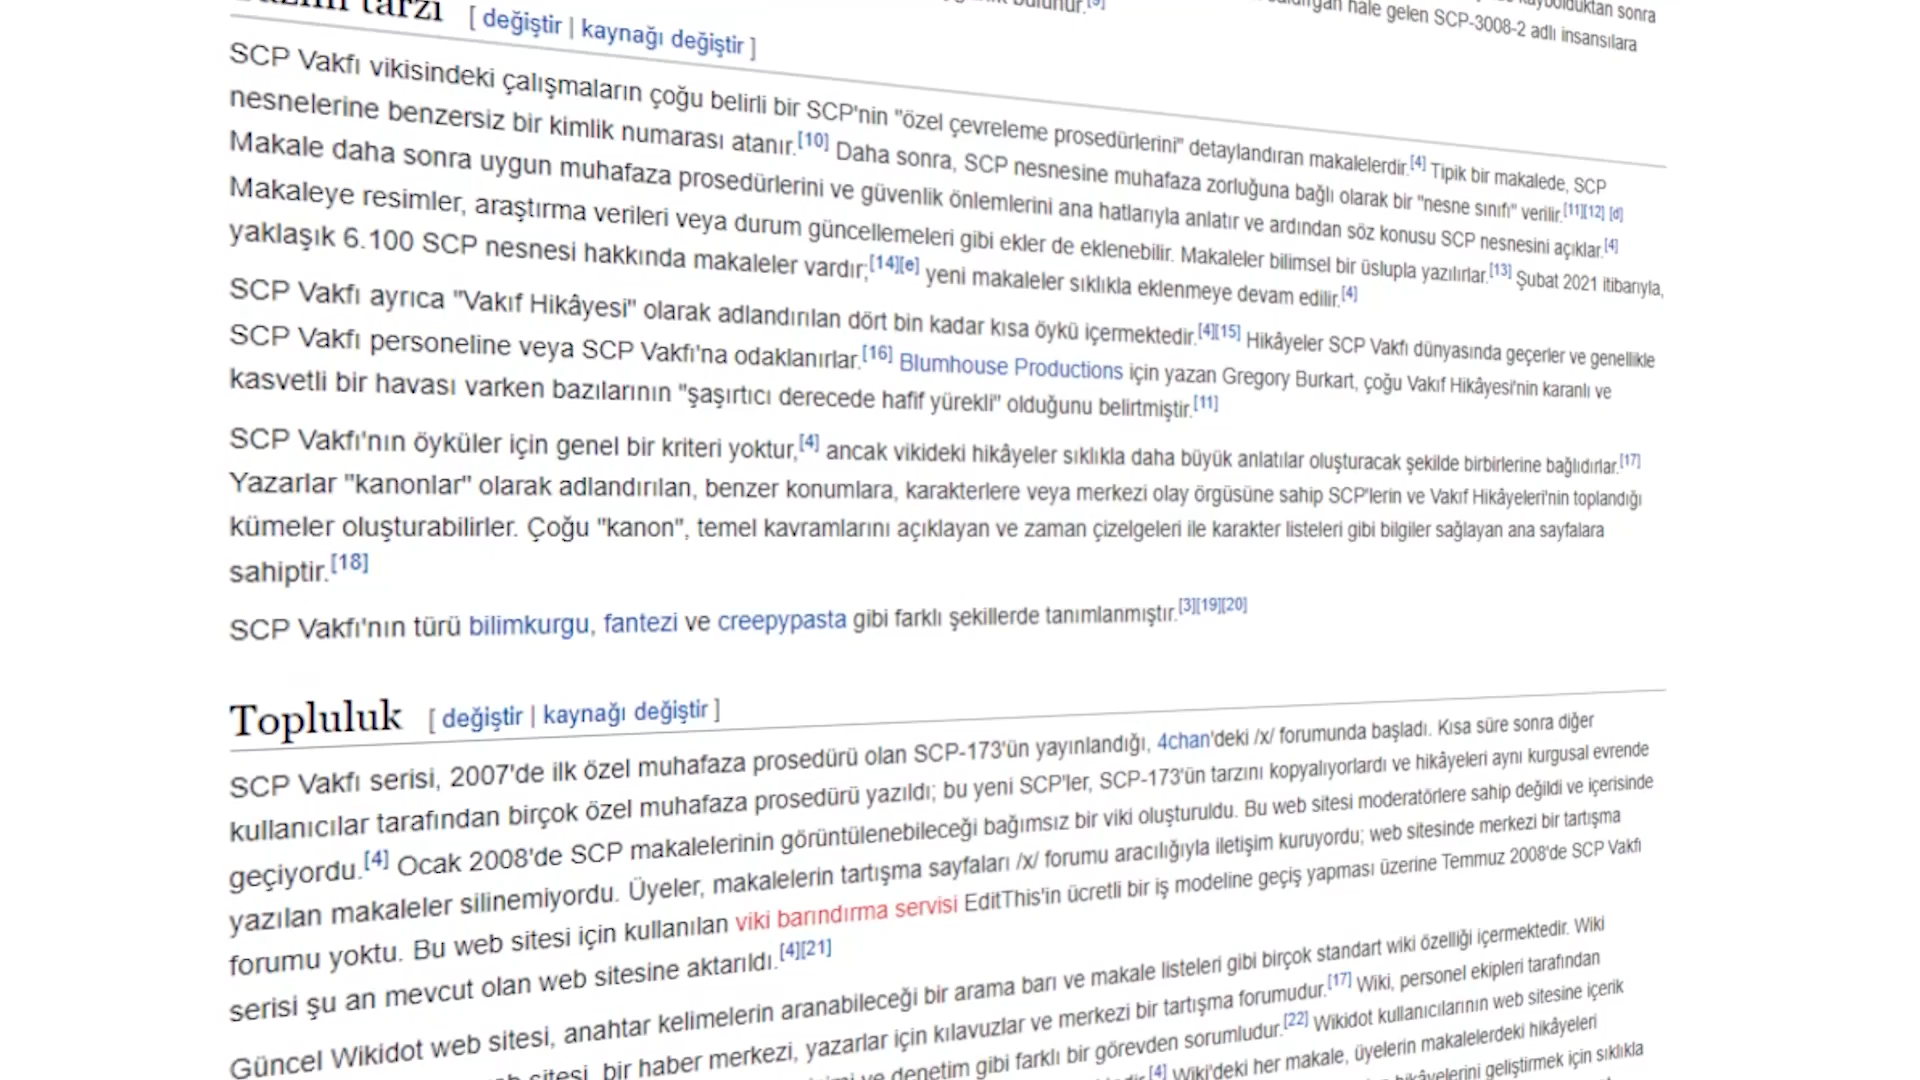 tarzı [ değiştir | kaynağı değiştir ]
bulunur.[9]
kaybolduktan sonra
hale gelen SCP-3008-2 adlı insansılara
SCP Vakfı vikisindeki çalışmaların çoğu belirli bir SCP'nin "özel çevreleme prosedürlerini" detaylandıran makalelerdir.[4] Tipik bir makalede, SCP
nesnelerine benzersiz bir kimlik numarası atanır.[10] Daha sonra, SCP nesnesine muhafaza zorluğuna bağlı olarak bir "nesne sınıfı" verilir.[11][12] [d]
Makale daha sonra uygun muhafaza prosedürlerini ve güvenlik önlemlerini ana hatlarıyla anlatır ve ardından söz konusu SCP nesnesini açıklar.[4]
Makaleye resimler, araştırma verileri veya durum güncellemeleri gibi ekler de eklenebilir. Makaleler bilimsel bir üslupla yazılırlar.[13] Şubat 2021 itibarıyla,
yaklaşık 6.100 SCP nesnesi hakkında makaleler vardır;[14][e] yeni makaleler sıklıkla eklenmeye devam edilir.[4]
SCP Vakfı ayrıca "Vakıf Hikâyesi" olarak adlandırılan dört bin kadar kısa öykü içermektedir.[4][15] Hikâyeler SCP Vakfı dünyasında geçerler ve genellikle
SCP Vakfı personeline veya SCP Vakfı'na odaklanırlar.[16] Blumhouse Productions için yazan Gregory Burkart, çoğu Vakıf Hikâyesi'nin karanlı ve
kasvetli bir havası varken bazılarının "şaşırtıcı derecede hafif yürekli" olduğunu belirtmiştir.[11]
SCP Vakfı'nın öyküler için genel bir kriteri yoktur,[4] ancak vikideki hikâyeler sıklıkla daha büyük anlatılar oluşturacak şekilde birbirlerine bağlıdırlar.[17]
Yazarlar "kanonlar" olarak adlandırılan, benzer konumlara, karakterlere veya merkezi olay örgüsüne sahip SCP'lerin ve Vakıf Hikâyeleri'nin toplandığı
kümeler oluşturabilirler. Çoğu "kanon", temel kavramlarını açıklayan ve zaman çizelgeleri ile karakter listeleri gibi bilgiler sağlayan ana sayfalara
sahiptir.[18]
SCP Vakfı'nın türü bilimkurgu, fantezi ve creepypasta gibi farklı şekillerde tanımlanmıştır.[3][19][20]
Topluluk [ değiştir | kaynağı değiştir ]
SCP Vakfı serisi, 2007'de ilk özel muhafaza prosedürü olan SCP-173'ün yayınlandığı, 4chan'deki /x/ forumunda başladı. Kısa süre sonra diğer
kullanıcılar tarafından birçok özel muhafaza prosedürü yazıldı; bu yeni SCP'ler, SCP-173'ün tarzını kopyalıyorlardı ve hikâyeleri aynı kurgusal evrende
geçiyordu.[4] Ocak 2008'de SCP makalelerinin görüntülenebileceği bağımsız bir viki oluşturuldu. Bu web sitesi moderatörlere sahip değildi ve içerisinde
yazılan makaleler silinemiyordu. Üyeler, makalelerin tartışma sayfaları /x/ forumu aracılığıyla iletişim kuruyordu; web sitesinde merkezi bir tartışma
forumu yoktu. Bu web sitesi için kullanılan viki barındırma servisi EditThis'in ücretli bir iş modeline geçiş yapması üzerine Temmuz 2008'de SCP Vakfı
serisi şu an mevcut olan web sitesine aktarıldı.[4][21]
Güncel Wikidot web sitesi, anahtar kelimelerin aranabileceği bir arama barı ve makale listeleri gibi birçok standart wiki özelliği içermektedir. Wiki
sitesi, bir haber merkezi, yazarlar için kılavuzlar ve merkezi bir tartışma forumudur.[17] Wiki, personel ekipleri tarafından
ve denetim gibi farklı bir görevden sorumludur.[22] Wikidot kullanıcılarının web sitesine içerik
[4] Wiki'deki her makale, üyelerin makalelerdeki hikâyeleri
hikâyelerini geliştirmek için sıklıkla